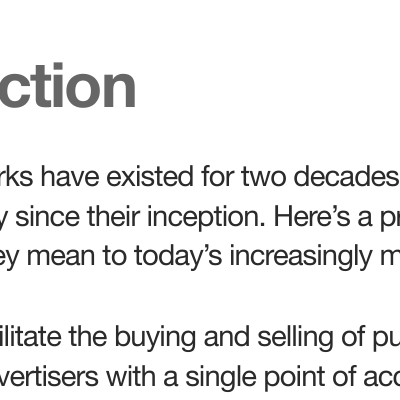 ction
rks have existed for two decades
y since their inception. Here’s a pr
ey mean to today’s increasingly m
ilitate the buying and selling of pu
vertisers with a single point of acc